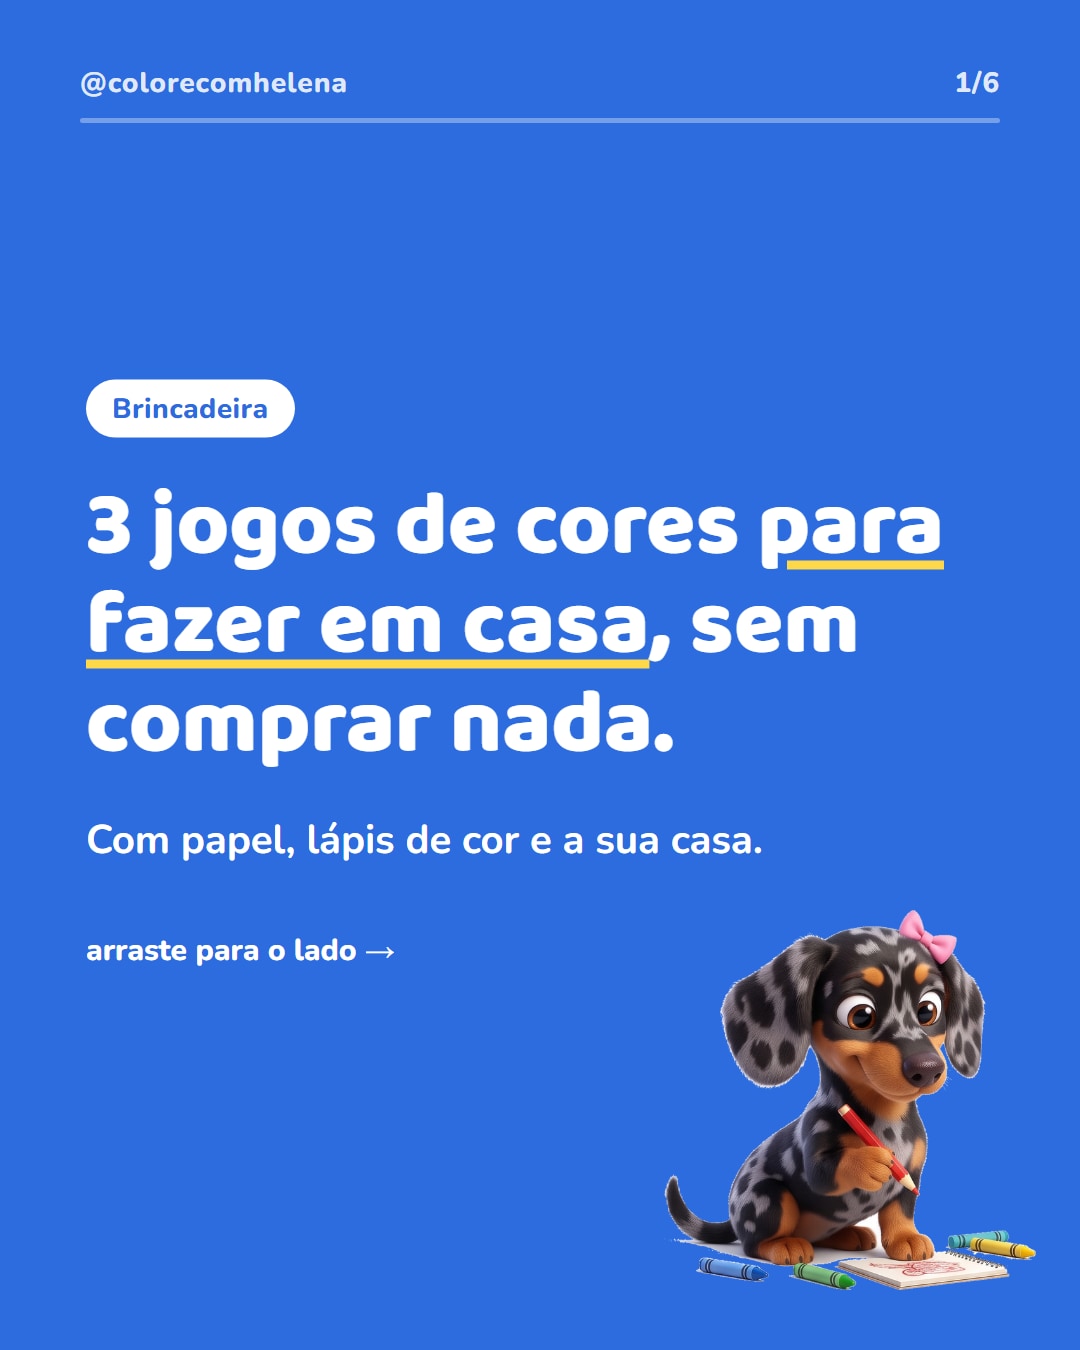 @colorecomhelena
1/6
Brincadeira
3 jogos de cores para
fazer em casa, sem
comprar nada.
Com papel, lápis de cor e a sua casa.
arraste para o lado →